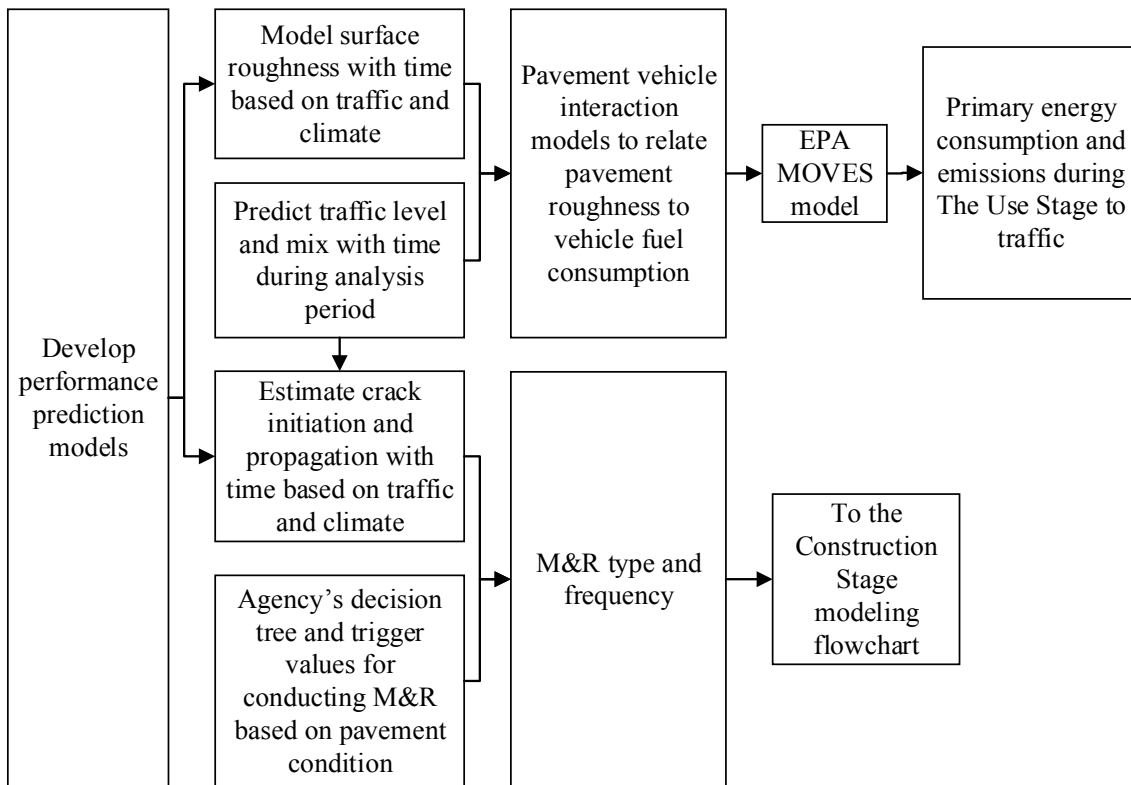 Develop
performance
prediction
models
Model surface
roughness with time
based on traffic and
climate
Predict traffic level
and mix with time
during analysis
period
Estimate crack
initiation and
propagation with
time based on traffic
and climate
Agency’s decision
tree and trigger
values for
conducting M&R
based on pavement
condition
Pavement vehicle
interaction
models to relate
pavement
roughness to
vehicle fuel
consumption
EPA
MOVES
model
Primary energy
consumption and
emissions during
The Use Stage to
traffic
M&R type and
frequency
To the
Construction
Stage
modeling
flowchart